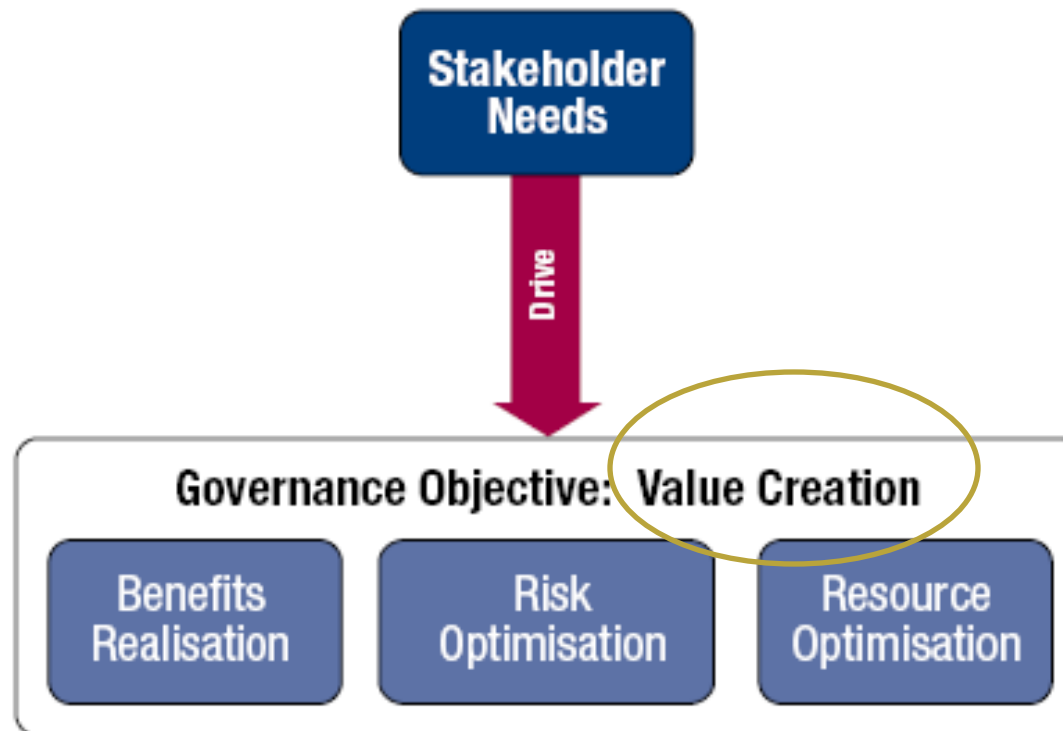 Stakeholder
Needs
Drive
Governance Objective: Value Creation
Benefits
Realisation
Risk
Optimisation
Resource
Optimisation